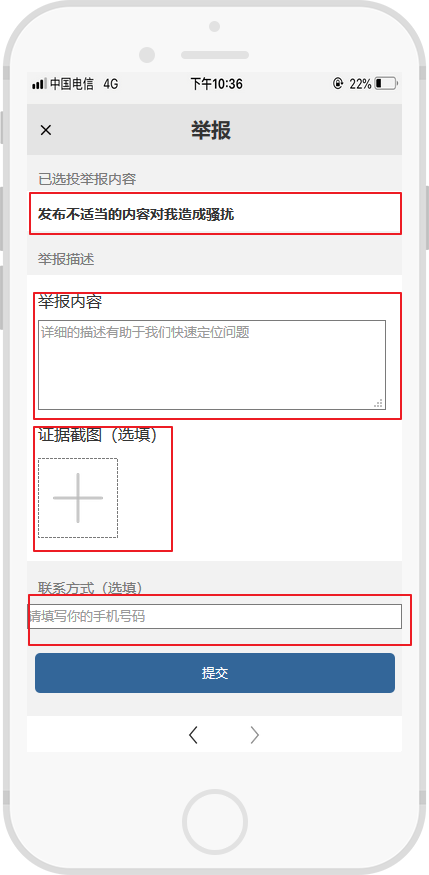 中国电信 4G 下午10:36 22%
× 举报
已选投举报内容
发布不适当的内容对我造成骚扰
举报描述
举报内容
详细的描述有助于我们快速定位问题
证据截图（选填）
联系方式（选填）
请填写你的手机号码
提交